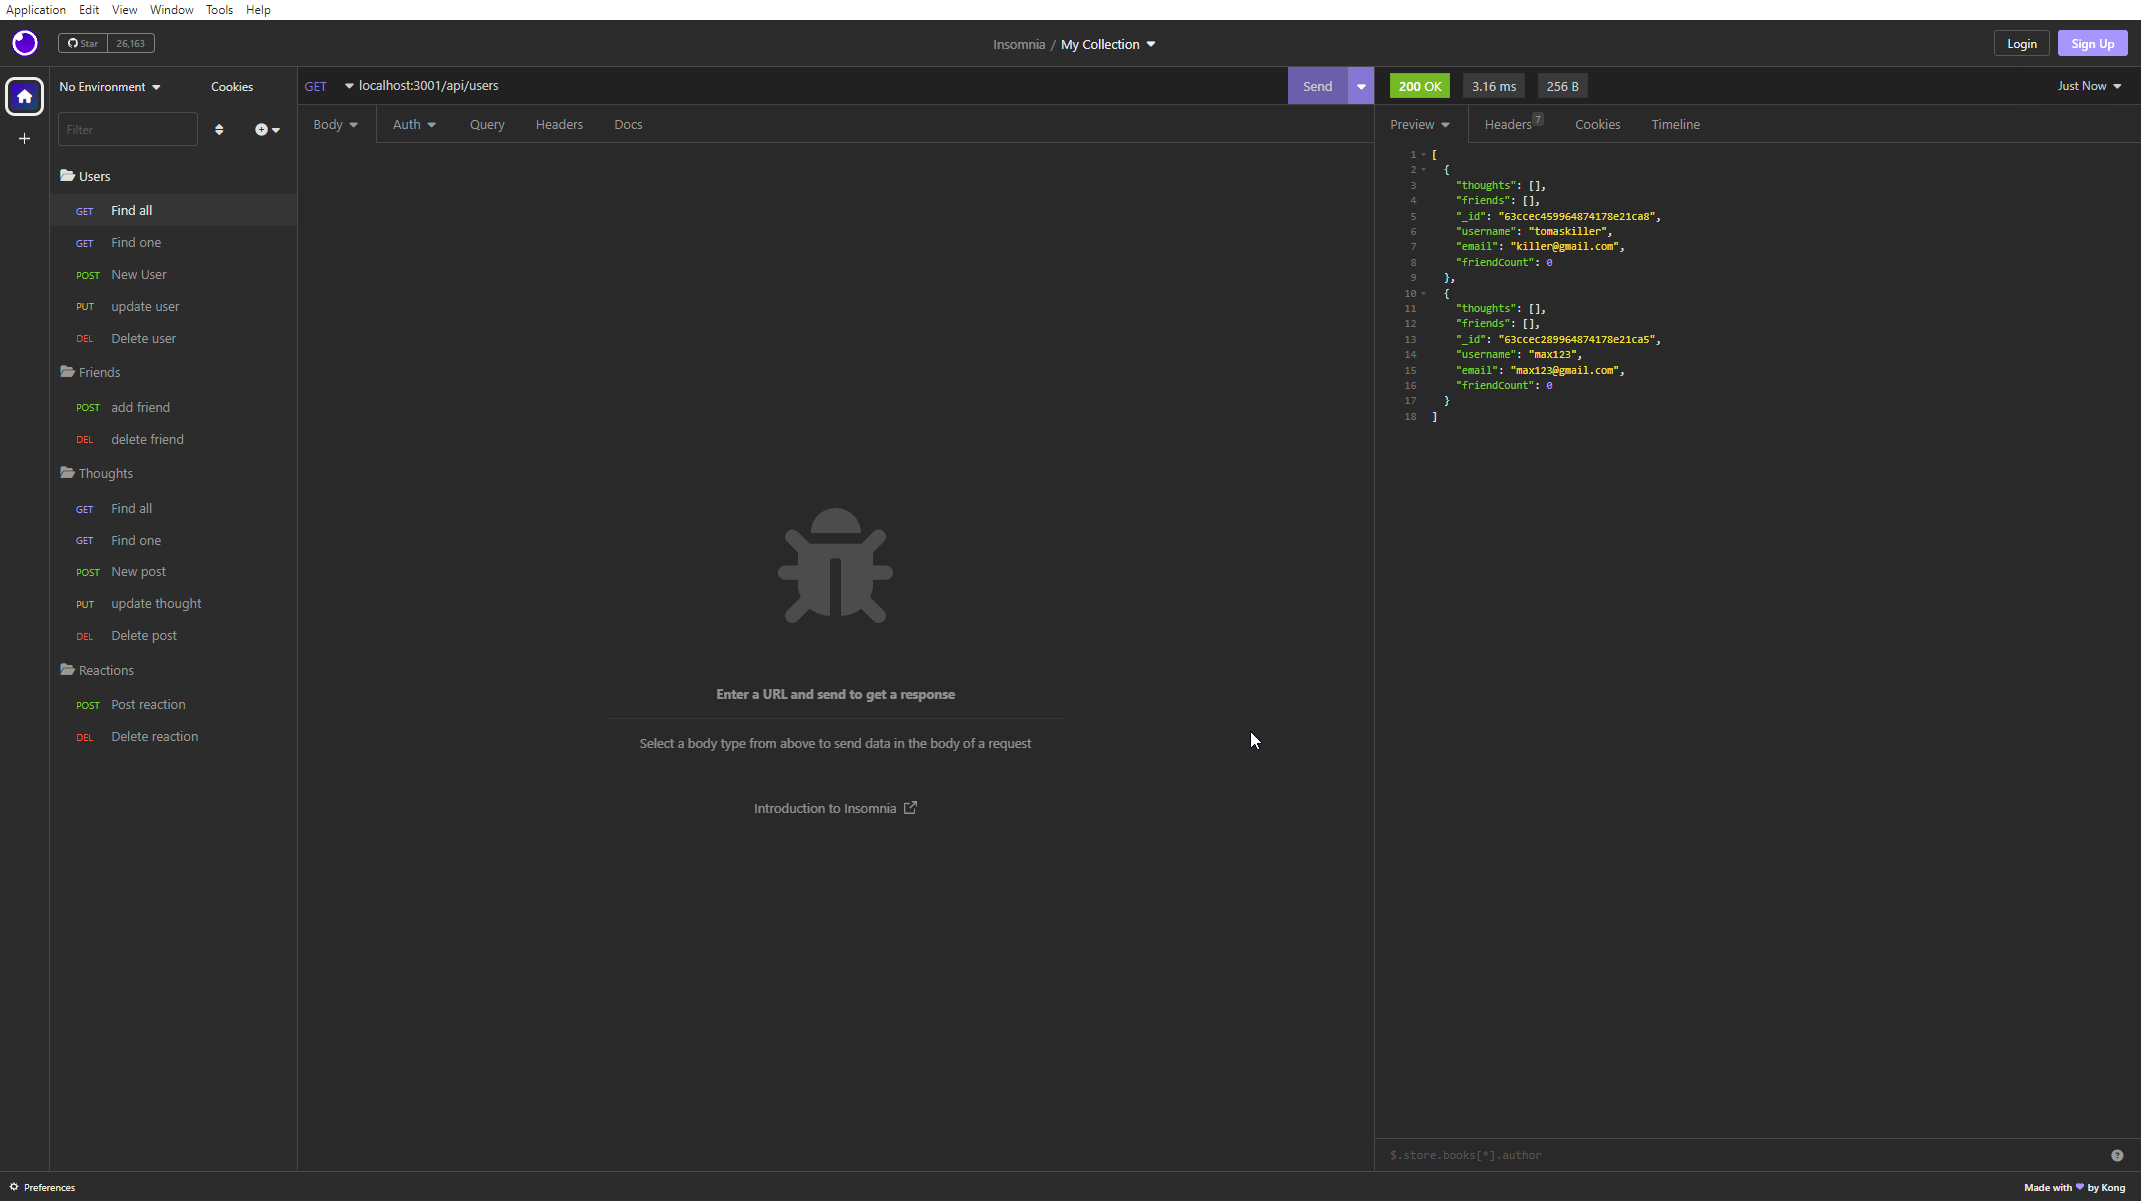 Application Edit View Window Tools Help
Star 26,163
Insomnia / My Collection
Login Sign Up
No Environment Cookies
Filter
Users
GET Find all
GET Find one
POST New User
PUT update user
DEL Delete user
Friends
POST add friend
DEL delete friend
Thoughts
GET Find all
GET Find one
POST New post
PUT update thought
DEL Delete post
Reactions
POST Post reaction
DEL Delete reaction
GET localhost:3001/api/users Send
Body Auth Query Headers Docs
Enter a URL and send to get a response
Select a body type from above to send data in the body of a request
Introduction to Insomnia
200 OK 3.16 ms 256 B Just Now
Preview Headers 7 Cookies Timeline
1 [
2 {
3 "thoughts": [],
4 "friends": [],
5 "_id": "63ccec459964874178e21ca8",
6 "username": "tomaskiller",
7 "email": "killer@gmail.com",
8 "friendCount": 0
9 },
10 {
11 "thoughts": [],
12 "friends": [],
13 "_id": "63ccec289964874178e21ca5",
14 "username": "max123",
15 "email": "max123@gmail.com",
16 "friendCount": 0
17 }
18 ]
$.store.books[*].author
Preferences
Made with by Kong